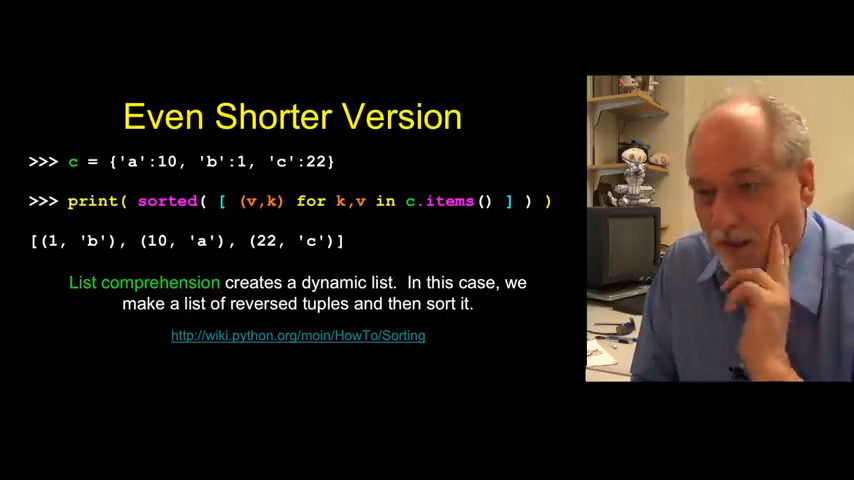 Even Shorter Version
>>> c = {'a':10, 'b':1, 'c':22}
>>> print( sorted( [ (v,k) for k,v in c.items() ] ) )
[(1, 'b'), (10, 'a'), (22, 'c')]
List comprehension creates a dynamic list. In this case, we
make a list of reversed tuples and then sort it.
http://wiki.python.org/moin/HowTo/Sorting